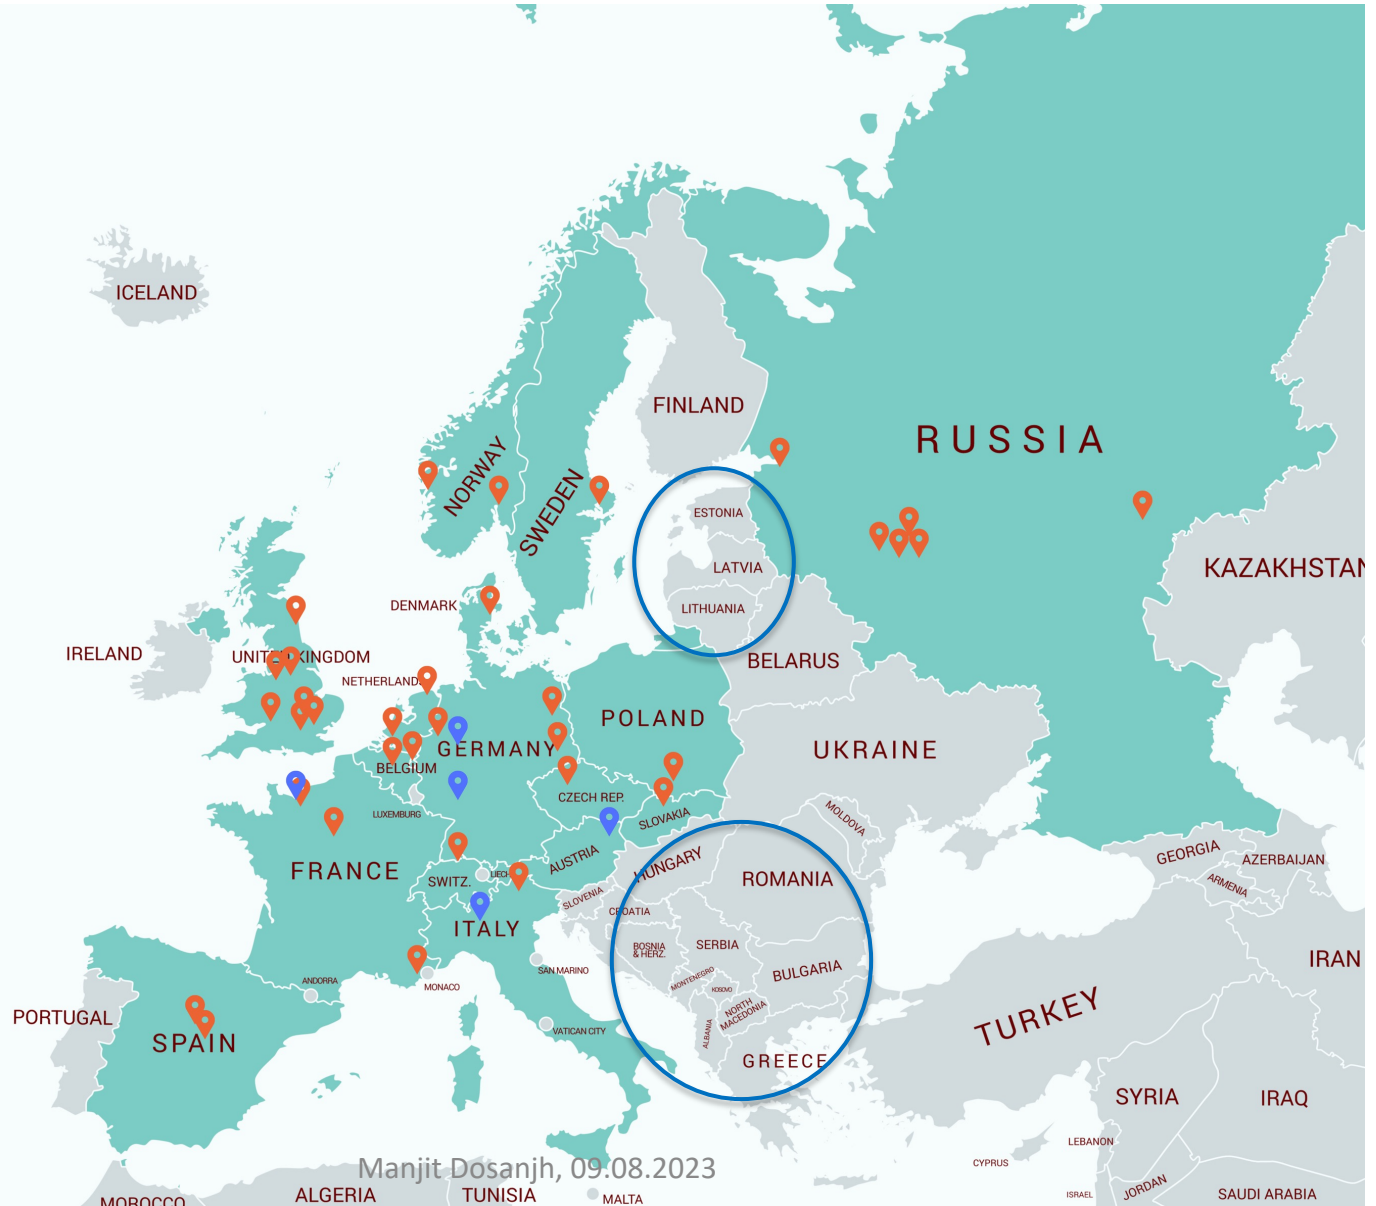 ICELAND
FINLAND
RUSSIA
NORWAY
SWEDEN
ESTONIA
LATVIA
LITHUANIA
KAZAKHSTAN
DENMARK
IRELAND
UNITED KINGDOM
NETHERLAND
BELARUS
POLAND
GERMANY
BELGIUM
UKRAINE
CZECH REP.
LUXEMBURG
SLOVAKIA
MOLDOVA
FRANCE
AUSTRIA
HUNGARY
ROMANIA
GEORGIA
AZERBAIJAN
ARMENIA
SWITZ.
LIECH
SLOVENIA
CROATIA
ITALY
BOSNIA
& HERZ.
SERBIA
BULGARIA
IRAN
SAN MARINO
MONTENEGRO
KOSOVO
ANDORRA
MONACO
NORTH
MACEDONIA
PORTUGAL
SPAIN
VATICAN CITY
ALBANIA
GREECE
TURKEY
SYRIA
IRAQ
LEBANON
CYPRUS
Manjit Dosanjh, 09.08.2023
MOROCCO
ALGERIA
TUNISIA
MALTA
ISRAEL
JORDAN
SAUDI ARABIA